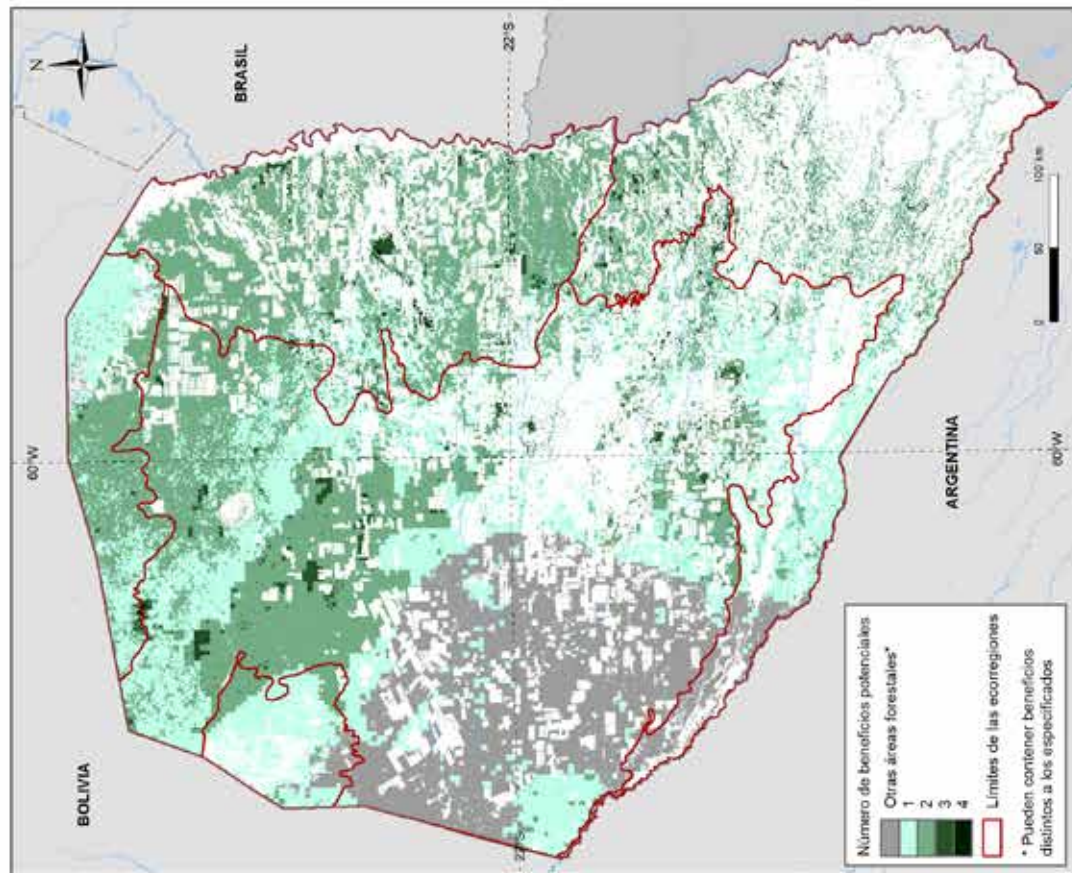 N
BRASIL
BOLIVIA
ARGENTINA
60°W
60°W
22°S
22°S
0 50 100 km
Número de beneficios potenciales
Otras áreas forestales*
1
2
3
4
Límites de las ecorregiones
* Pueden contener beneficios
distintos a los especificados